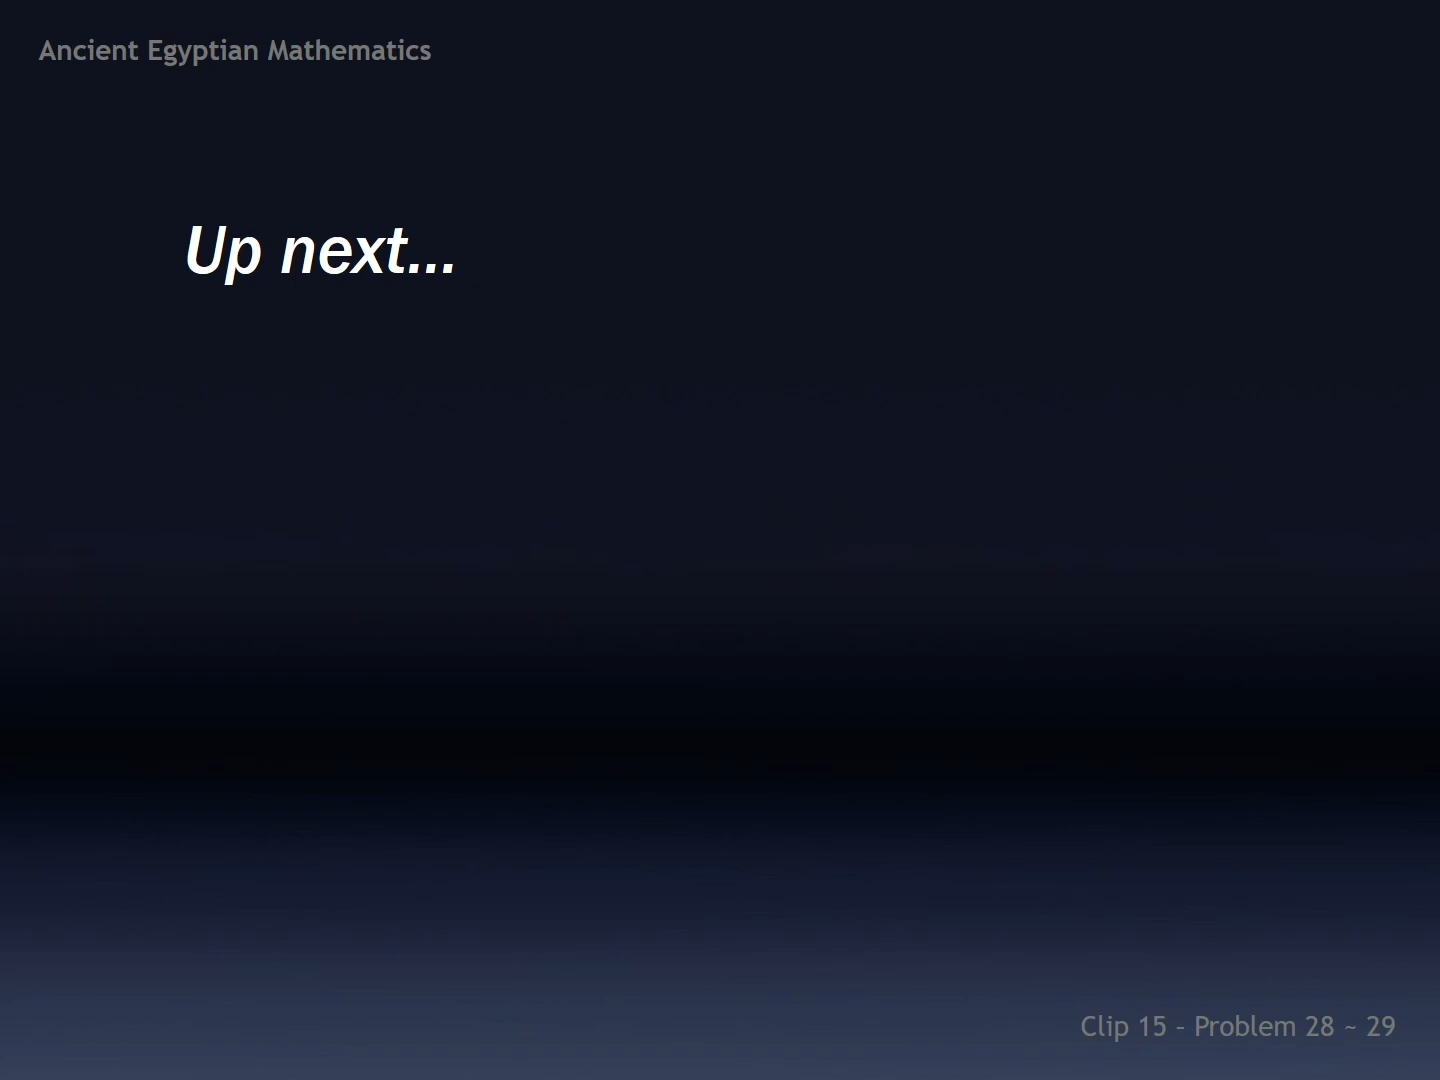 Ancient Egyptian Mathematics
Up next...
Clip 15 – Problem 28 ~ 29